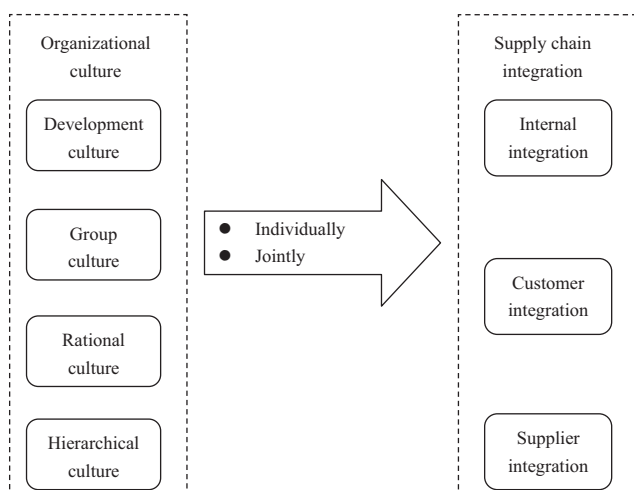 Organizational
culture
Development
culture
Group
culture
Rational
culture
Hierarchical
culture
● Individually
● Jointly
Supply chain
integration
Internal
integration
Customer
integration
Supplier
integration